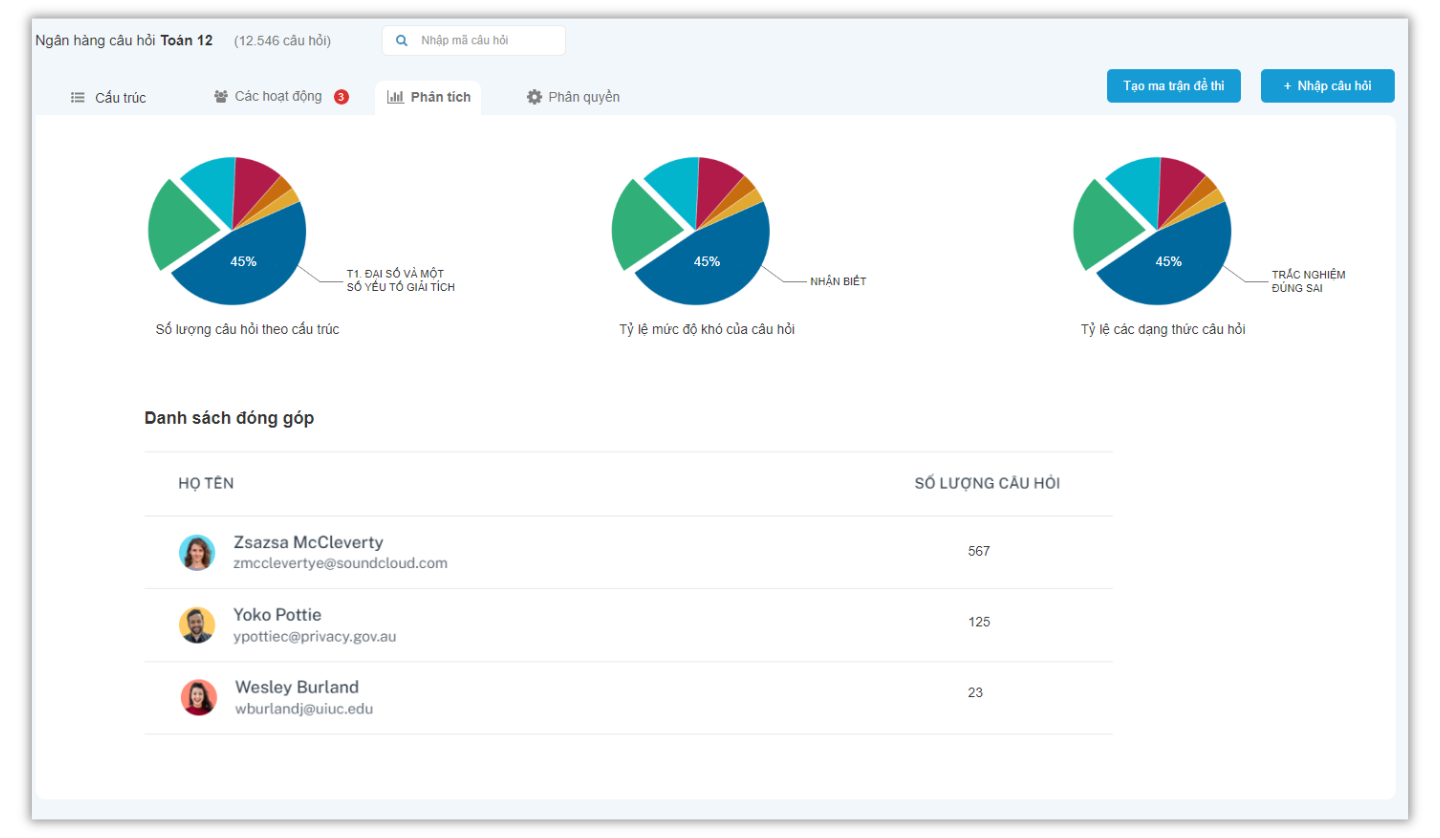 Ngân hàng câu hỏi Toán 12 (12.546 câu hỏi) Nhập mã câu hỏi
Cấu trúc Các hoạt động 3 Phân tích Phân quyền Tạo ma trận đề thi + Nhập câu hỏi
45%
T1. ĐẠI SỐ VÀ MỘT
SỐ YẾU TỐ GIẢI TÍCH
Số lượng câu hỏi theo cấu trúc
45%
NHẬN BIẾT
Tỷ lệ mức độ khó của câu hỏi
45%
TRẮC NGHIỆM
ĐÚNG SAI
Tỷ lệ các dạng thức câu hỏi
Danh sách đóng góp
HỌ TÊN SỐ LƯỢNG CÂU HỎI
Zsazsa McCleverty
zmcclevertye@soundcloud.com
567
Yoko Pottie
ypottiec@privacy.gov.au
125
Wesley Burland
wburlandj@uiuc.edu
23